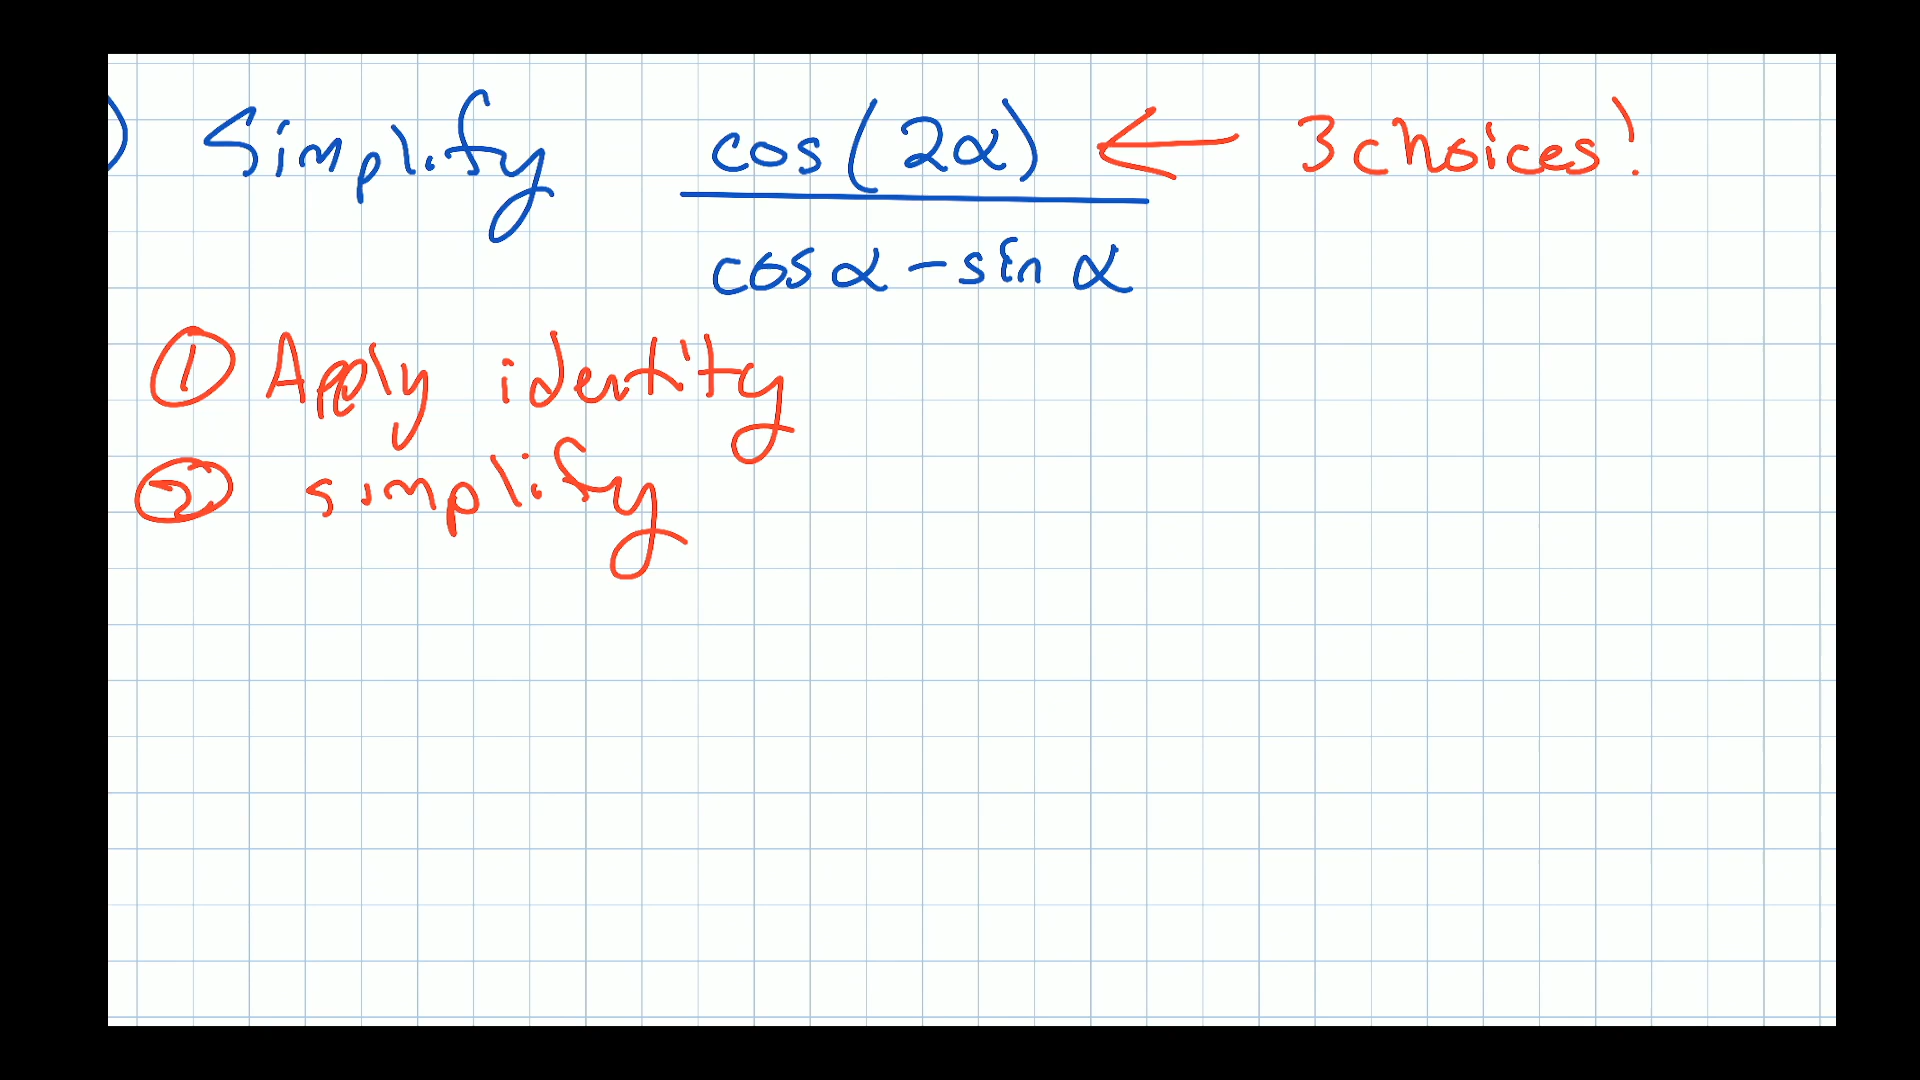 ) Simplify cos(2α) ← 3 choices!
cos α - sin α
① Apply identity
② simplify